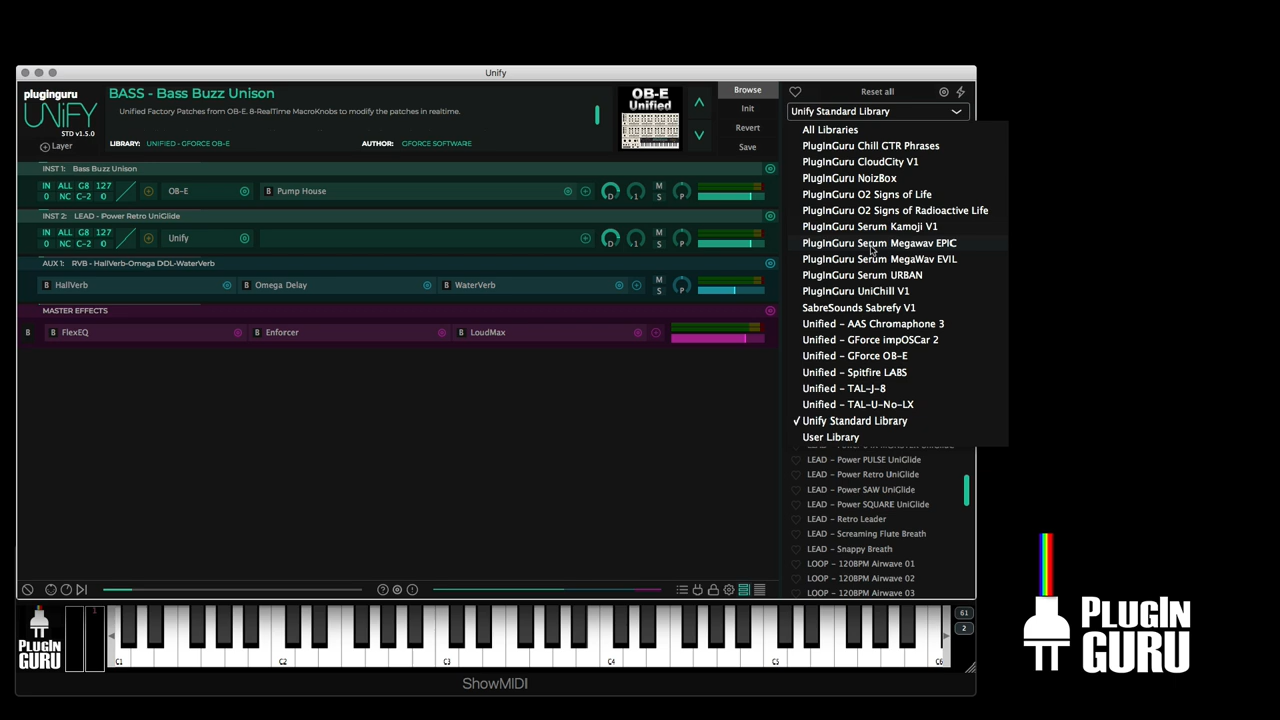 Unify
pluginguru
UNiFY
STD v1.5.0
Layer
BASS - Bass Buzz Unison
Unified Factory Patches from OB-E. 8-RealTime MacroKnobs to modify the patches in realtime.
LIBRARY: UNIFIED - GFORCE OB-E
AUTHOR: GFORCE SOFTWARE
OB-E
Unified
Browse
Init
Revert
Save
INST 1: Bass Buzz Unison
IN ALL G8 127
0 NC C-2 0
OB-E
B Pump House
D
1
M
S
P
INST 2: LEAD - Power Retro UniGlide
IN ALL G8 127
0 NC C-2 0
Unify
D
1
M
S
P
AUX 1: RVB - HallVerb-Omega DDL-WaterVerb
B HallVerb
B Omega Delay
B WaterVerb
M
S
P
MASTER EFFECTS
B
B FlexEQ
B Enforcer
B LoudMax
Reset all
Unify Standard Library
All Libraries
PlugInGuru Chill GTR Phrases
PlugInGuru CloudCity V1
PlugInGuru NoizBox
PlugInGuru O2 Signs of Life
PlugInGuru O2 Signs of Radioactive Life
PlugInGuru Serum Kamoji V1
PlugInGuru Serum Megawav EPIC
PlugInGuru Serum MegaWav EVIL
PlugInGuru Serum URBAN
PlugInGuru UniChill V1
SabreSounds Sabrefy V1
Unified - AAS Chromaphone 3
Unified - GForce impOSCar 2
Unified - GForce OB-E
Unified - Spitfire LABS
Unified - TAL-J-8
Unified - TAL-U-No-LX
✓ Unify Standard Library
User Library
LEAD - Power PULSE UniGlide
LEAD - Power Retro UniGlide
LEAD - Power SAW UniGlide
LEAD - Power SQUARE UniGlide
LEAD - Retro Leader
LEAD - Screaming Flute Breath
LEAD - Snappy Breath
LOOP - 120BPM Airwave 01
LOOP - 120BPM Airwave 02
LOOP - 120BPM Airwave 03
PLUGIN
GURU
1
C1
C2
C3
C4
C5
C6
61
2
ShowMIDI
PLUGIN
GURU